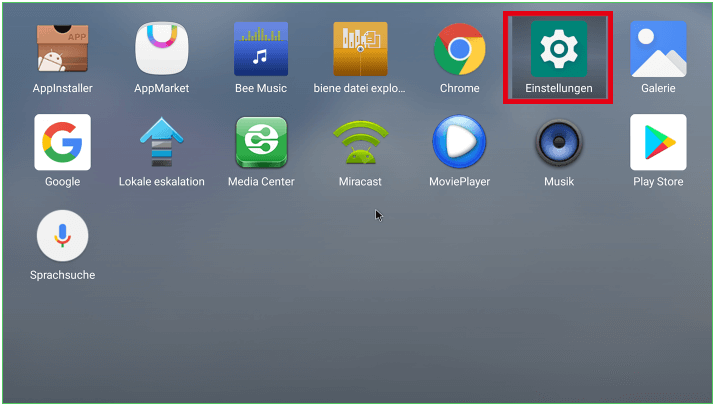 APP
AppInstaller
AppMarket
Bee Music
biene datei explo...
Chrome
Einstellungen
Galerie
Google
Lokale eskalation
Media Center
Miracast
MoviePlayer
Musik
Play Store
Sprachsuche